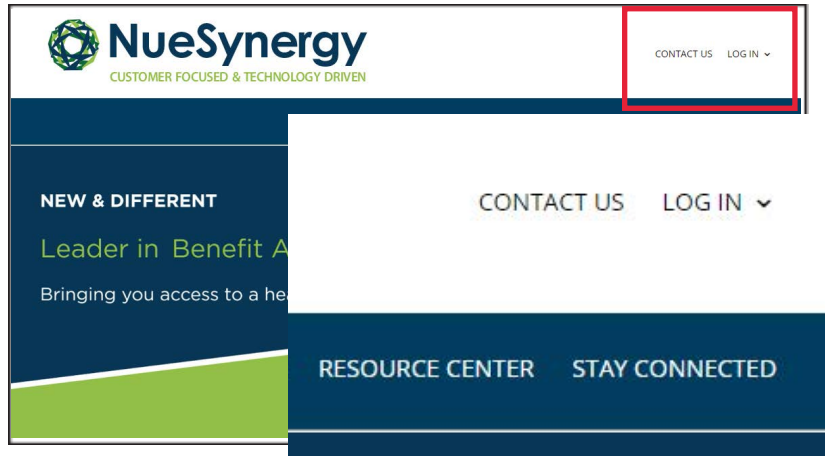 NueSynergy
CUSTOMER FOCUSED & TECHNOLOGY DRIVEN
CONTACT US LOG IN
NEW & DIFFERENT
Leader in Benefit A
Bringing you access to a hea
CONTACT US LOG IN
RESOURCE CENTER STAY CONNECTED